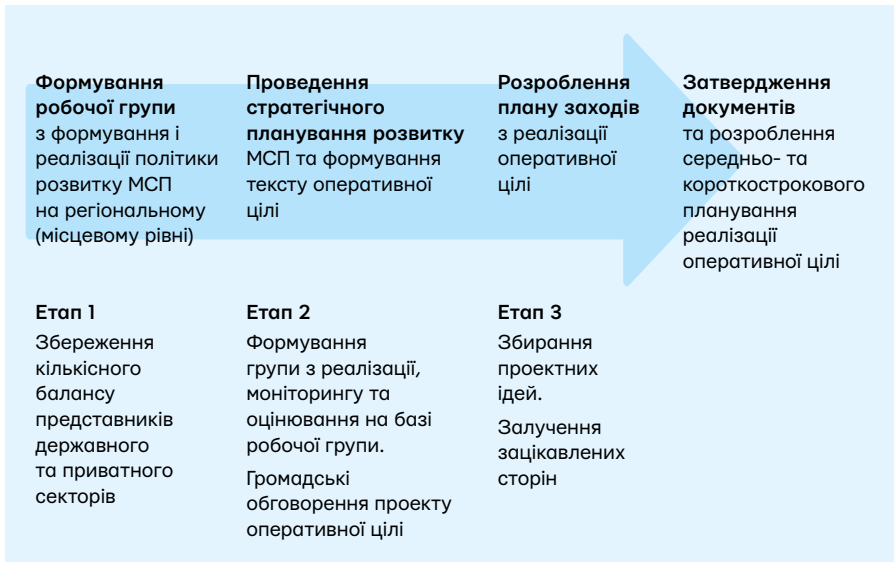 Формування
робочої групи
з формування і
реалізації політики
розвитку МСП
на регіональному
(місцевому рівні)
Проведення
стратегічного
планування розвитку
МСП та формування
тексту оперативної
цілі
Розроблення
плану заходів
з реалізації
оперативної
цілі
Затвердження
документів
та розроблення
середньо- та
короткострокового
планування
реалізації
оперативної цілі
Етап 1
Збереження
кількісного
балансу
представників
державного
та приватного
секторів
Етап 2
Формування
групи з реалізації,
моніторингу та
оцінювання на базі
робочої групи.
Громадські
обговорення проекту
оперативної цілі
Етап 3
Збирання
проектних
ідей.
Залучення
зацікавлених
сторін